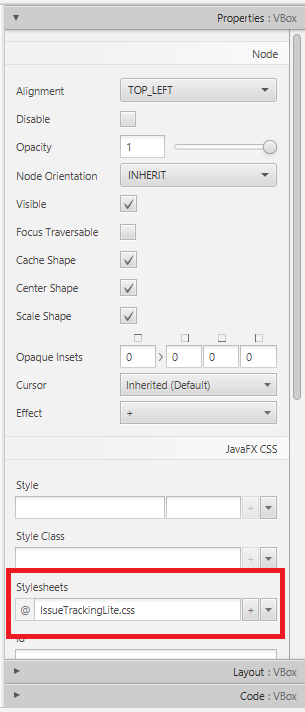 Properties : VBox
Node
Alignment TOP_LEFT
Disable
Opacity 1
Node Orientation INHERIT
Visible
Focus Traversable
Cache Shape
Center Shape
Scale Shape
Opaque Insets 0 0 0 0
Cursor Inherited (Default)
Effect +
JavaFX CSS
Style
+
Style Class
+
Stylesheets
@ IssueTrackingLite.css +
Layout : VBox
Code : VBox